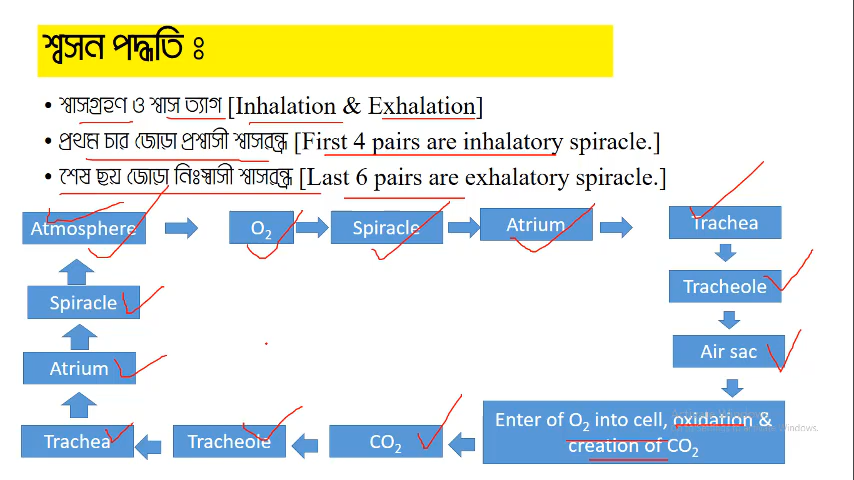 শ্বসন পদ্ধতি ঃ
• শ্বাসগ্রহণ ও শ্বাস ত্যাগ [Inhalation & Exhalation]
• প্রথম চার জোড়া প্রশ্বাসী শ্বাসরন্ধ্র [First 4 pairs are inhalatory spiracle.]
• শেষ ছয় জোড়া নিঃশ্বাসী শ্বাসরন্ধ্র [Last 6 pairs are exhalatory spiracle.]
Atmosphere
O2
Spiracle
Atrium
Trachea
Tracheole
Air sac
Enter of O2 into cell, oxidation &
creation of CO2
CO2
Tracheole
Trachea
Atrium
Spiracle